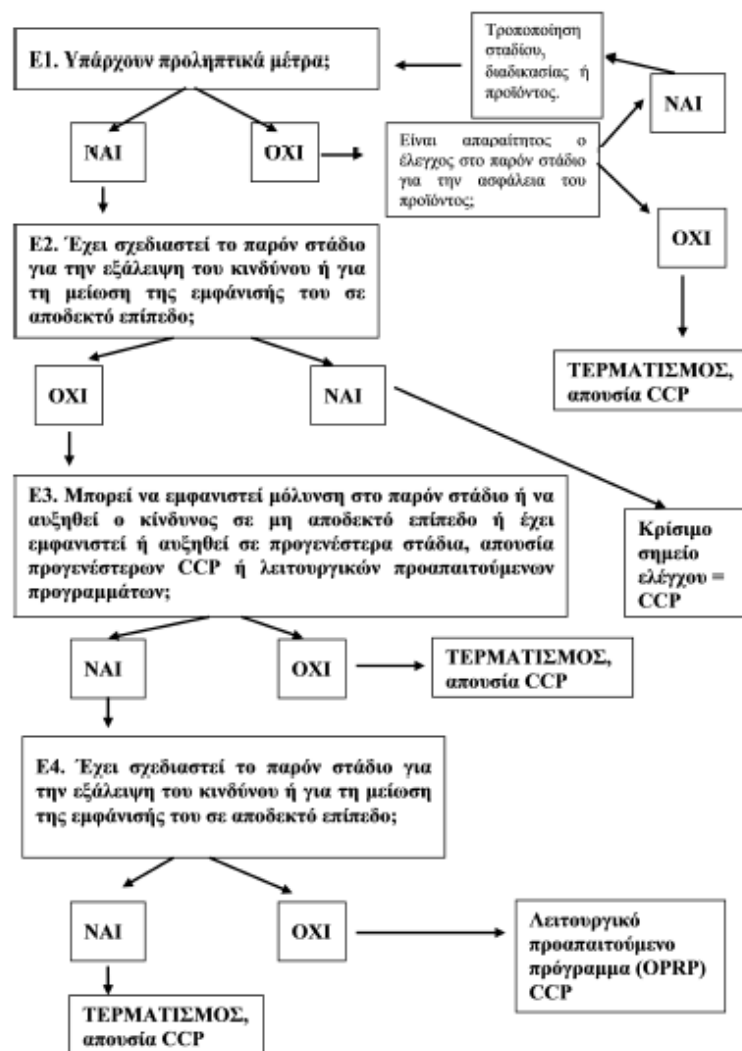 Ε1. Υπάρχουν προληπτικά μέτρα;
Τροποποίηση
σταδίου,
διαδικασίας ή
προϊόντος.
ΝΑΙ
ΝΑΙ
ΟΧΙ
Είναι απαραίτητος ο
έλεγχος στο παρόν στάδιο
για την ασφάλεια του
προϊόντος;
ΟΧΙ
Ε2. Έχει σχεδιαστεί το παρόν στάδιο
για την εξάλειψη του κινδύνου ή για
τη μείωση της εμφάνισής του σε
αποδεκτό επίπεδο;
ΤΕΡΜΑΤΙΣΜΟΣ,
απουσία CCP
ΟΧΙ
ΝΑΙ
Ε3. Μπορεί να εμφανιστεί μόλυνση στο παρόν στάδιο ή να
αυξηθεί ο κίνδυνος σε μη αποδεκτό επίπεδο ή έχει
εμφανιστεί ή αυξηθεί σε προγενέστερα στάδια, απουσία
προγενέστερων CCP ή λειτουργικών προαπαιτούμενων
προγραμμάτων;
Κρίσιμο
σημείο
ελέγχου =
CCP
ΝΑΙ
ΟΧΙ
ΤΕΡΜΑΤΙΣΜΟΣ,
απουσία CCP
Ε4. Έχει σχεδιαστεί το παρόν στάδιο για
την εξάλειψη του κινδύνου ή για τη μείωση
της εμφάνισής του σε αποδεκτό επίπεδο;
ΝΑΙ
ΟΧΙ
Λειτουργικό
προαπαιτούμενο
πρόγραμμα (OPRP)
CCP
ΤΕΡΜΑΤΙΣΜΟΣ,
απουσία CCP